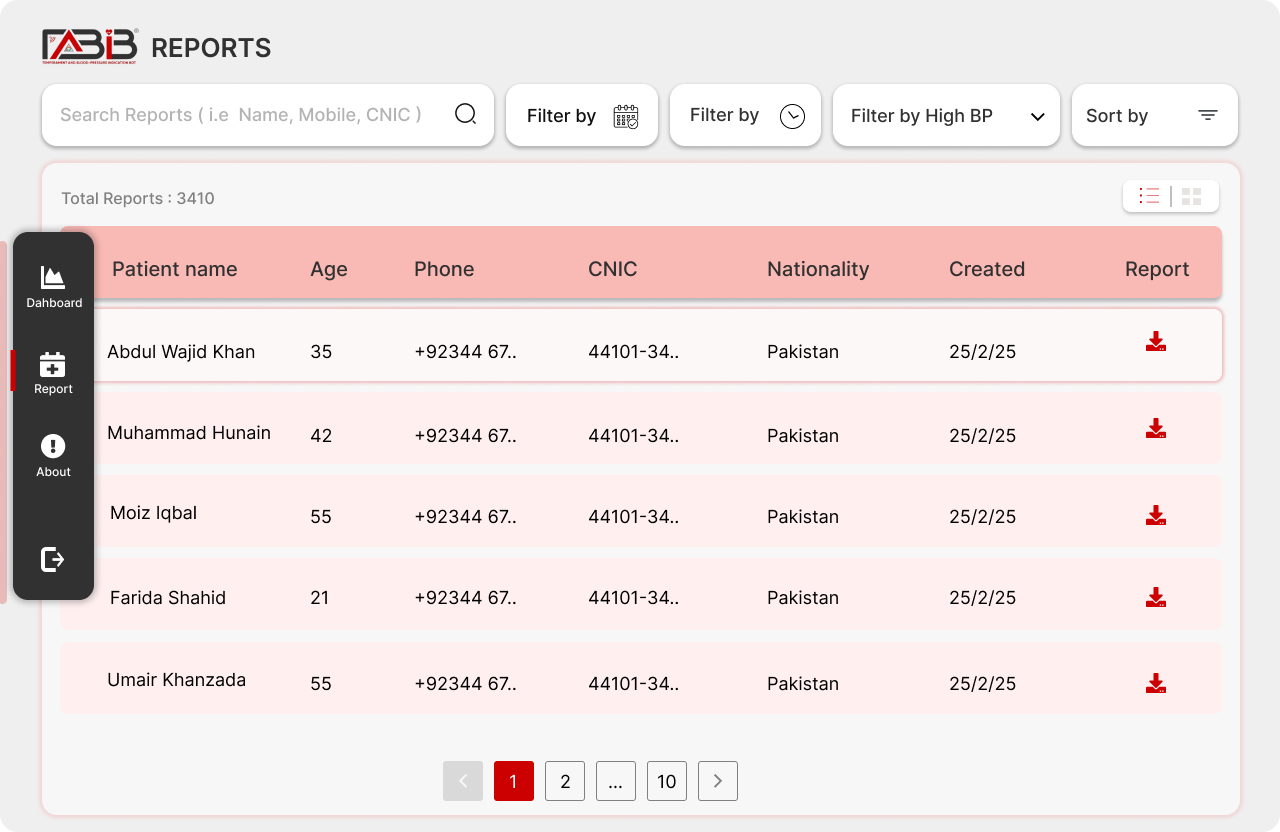 TABIB® REPORTS
TEMPERAMENT AND BLOOD-PRESSURE INDICATION BOT
Search Reports ( i.e Name, Mobile, CNIC )
Filter by
Filter by
Filter by High BP
Sort by
Total Reports : 3410
Patient name Age Phone CNIC Nationality Created Report
Abdul Wajid Khan 35 +92344 67.. 44101-34.. Pakistan 25/2/25
Muhammad Hunain 42 +92344 67.. 44101-34.. Pakistan 25/2/25
Moiz Iqbal 55 +92344 67.. 44101-34.. Pakistan 25/2/25
Farida Shahid 21 +92344 67.. 44101-34.. Pakistan 25/2/25
Umair Khanzada 55 +92344 67.. 44101-34.. Pakistan 25/2/25
Dahboard
Report
About
1 2 ... 10